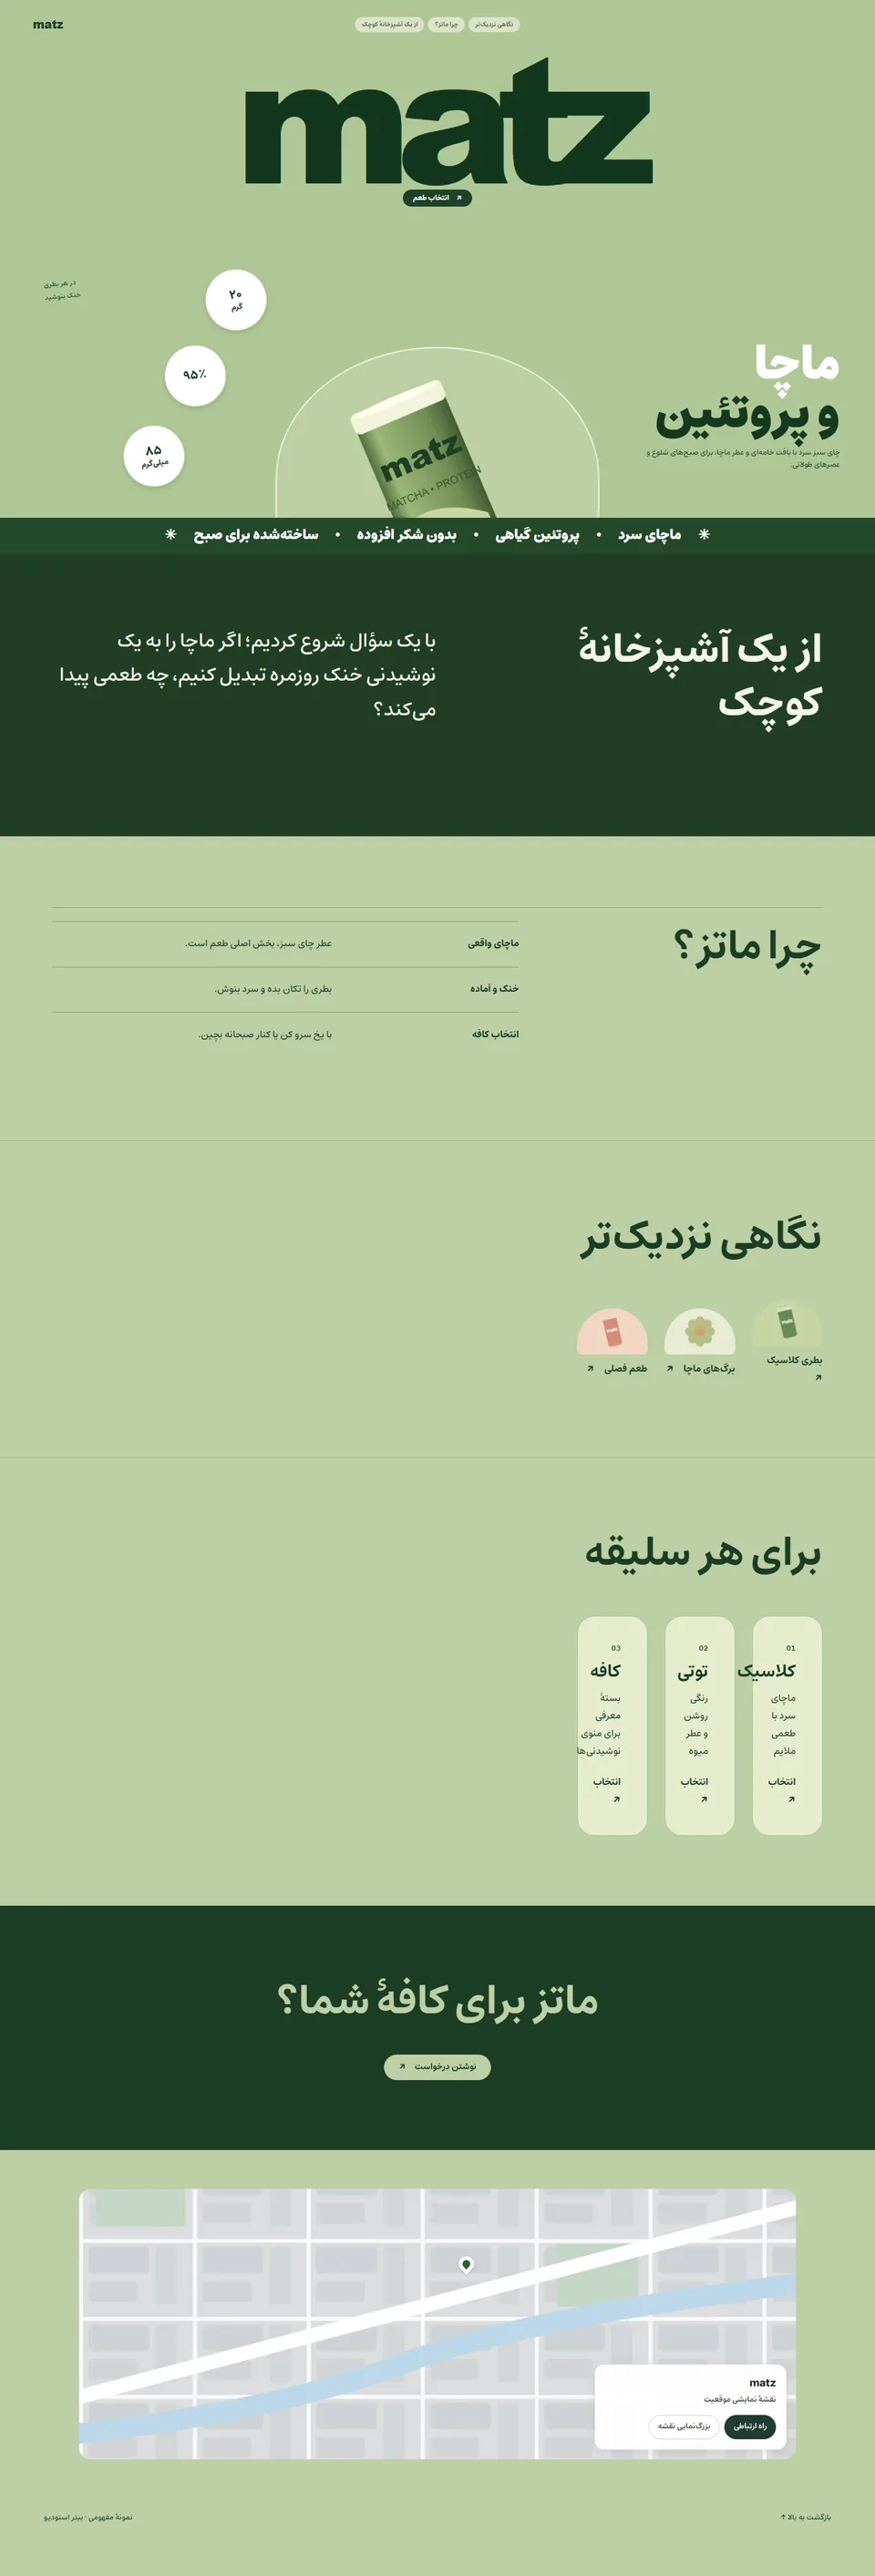 matz
نگاهی نزدیک‌تر
چرا ماتز؟
از یک آشپزخانهٔ کوچک
matz
انتخاب طعم ↗
در هر بطری
خنک بنوشید
۲۰
گرم
۹۵٪
۸۵
میلی‌گرم
matz
MATCHA • PROTEIN
ماچا
و پروتئین
چای سبز سرد با بافت خامه‌ای و عطر ماچا، برای صبح‌های شلوغ و
عصرهای طولانی.
✳ ماچای سرد • پروتئین گیاهی • بدون شکر افزوده • ساخته‌شده برای صبح ✳
از یک آشپزخانهٔ
کوچک
با یک سؤال شروع کردیم؛ اگر ماچا را به یک
نوشیدنی خنک روزمره تبدیل کنیم، چه طعمی پیدا
می‌کند؟
چرا ماتز؟
ماچای واقعی
عطر چای سبز، بخش اصلی طعم است.
خنک و آماده
بطری را تکان بده و سرد بنوش.
انتخاب کافه
با یخ سرو کن یا کنار صبحانه بچین.
نگاهی نزدیک‌تر
matz
بطری کلاسیک
↗
برگ‌های ماچا ↗
matz
طعم فصلی ↗
برای هر سلیقه
01
کلاسیک
ماچای
سرد با
طعمی
ملایم
انتخاب
↗
02
توتی
رنگی
روشن
و عطر
میوه
انتخاب
↗
03
کافه
بستهٔ
معرفی
برای منوی
نوشیدنی‌ها
انتخاب
↗
ماتز برای کافهٔ شما؟
نوشتن درخواست ↗
matz
نقشهٔ نمایشی موقعیت
راه ارتباطی
بزرگ‌نمایی نقشه
بازگشت به بالا ↑
نمونهٔ مفهومی · بیتر استودیو